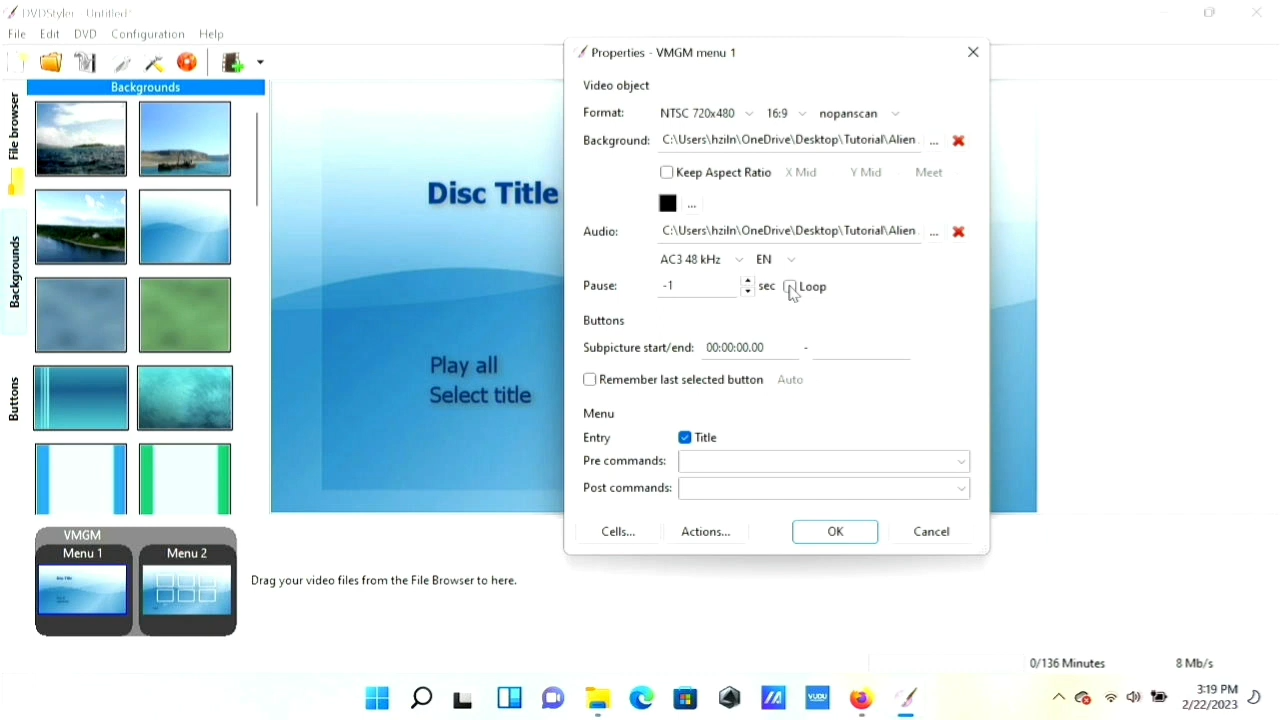 DVDStyler - Untitled*
File Edit DVD Configuration Help
Properties - VMGM menu 1
Backgrounds
File browser
Backgrounds
Buttons
Disc Title
Play all
Select title
Video object
Format: NTSC 720x480 16:9 nopanscan
Background: C:\Users\hziln\OneDrive\Desktop\Tutorial\Alien ...
Keep Aspect Ratio X Mid Y Mid Meet
...
Audio: C:\Users\hziln\OneDrive\Desktop\Tutorial\Alien ...
AC3 48 kHz EN
Pause: -1 sec Loop
Buttons
Subpicture start/end: 00:00:00.00 -
Remember last selected button Auto
Menu
Entry Title
Pre commands:
Post commands:
Cells... Actions... OK Cancel
VMGM
Menu 1 Menu 2
Disc Title
Drag your video files from the File Browser to here.
0/136 Minutes 8 Mb/s
VUDU
3:19 PM
2/22/2023